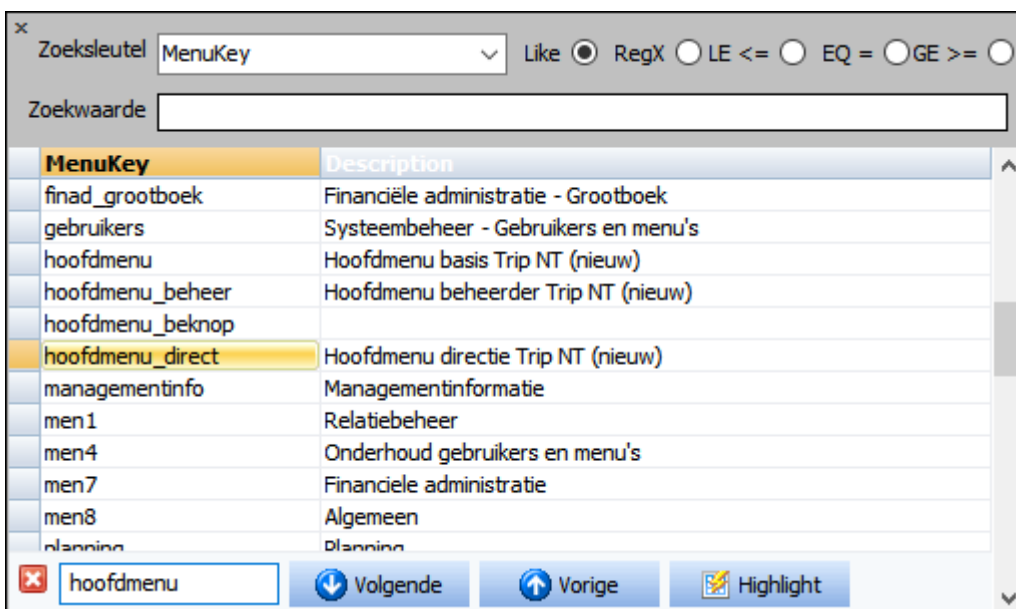 Zoeksleutel MenuKey Like RegX LE <= EQ = GE >=
Zoekwaarde
MenuKey Description
finad_grootboek Financiële administratie - Grootboek
gebruikers Systeembeheer - Gebruikers en menu's
hoofdmenu Hoofdmenu basis Trip NT (nieuw)
hoofdmenu_beheer Hoofdmenu beheerder Trip NT (nieuw)
hoofdmenu_beknop
hoofdmenu_direct Hoofdmenu directie Trip NT (nieuw)
managementinfo Managementinformatie
men1 Relatiebeheer
men4 Onderhoud gebruikers en menu's
men7 Financiele administratie
men8 Algemeen
planning Planning
hoofdmenu Volgende Vorige Highlight